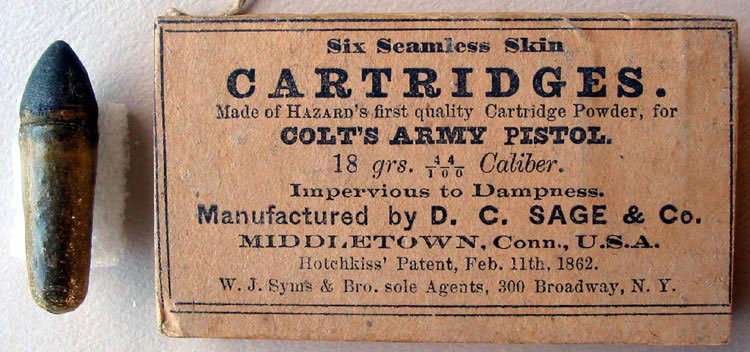 Six Seamless Skin
CARTRIDGES.
Made of HAZARD'S first quality Cartridge Powder, for
COLT'S ARMY PISTOL.
18 grs. 44/100 Caliber.
Impervious to Dampness.
Manufactured by D. C. SAGE & Co.
MIDDLETOWN, Conn., U.S.A.
Hotchkiss' Patent, Feb. 11th, 1862.
W. J. Syms & Bro. sole Agents, 300 Broadway, N. Y.